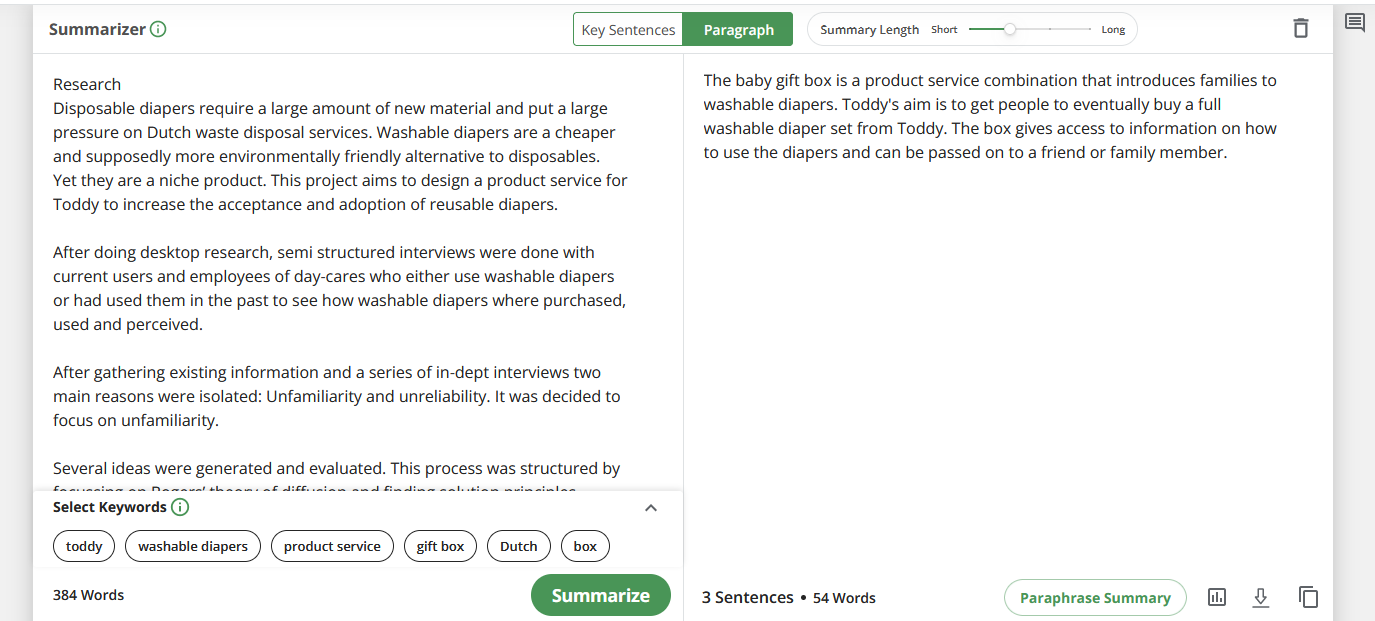 Summarizer
Key Sentences
Paragraph
Summary Length Short Long
Research
Disposable diapers require a large amount of new material and put a large
pressure on Dutch waste disposal services. Washable diapers are a cheaper
and supposedly more environmentally friendly alternative to disposables.
Yet they are a niche product. This project aims to design a product service for
Toddy to increase the acceptance and adoption of reusable diapers.
After doing desktop research, semi structured interviews were done with
current users and employees of day-cares who either use washable diapers
or had used them in the past to see how washable diapers where purchased,
used and perceived.
After gathering existing information and a series of in-dept interviews two
main reasons were isolated: Unfamiliarity and unreliability. It was decided to
focus on unfamiliarity.
Several ideas were generated and evaluated. This process was structured by
focussing on Rogers' theory of diffusion and finding solution principles
Select Keywords
toddy
washable diapers
product service
gift box
Dutch
box
384 Words
Summarize
The baby gift box is a product service combination that introduces families to
washable diapers. Toddy's aim is to get people to eventually buy a full
washable diaper set from Toddy. The box gives access to information on how
to use the diapers and can be passed on to a friend or family member.
3 Sentences • 54 Words
Paraphrase Summary